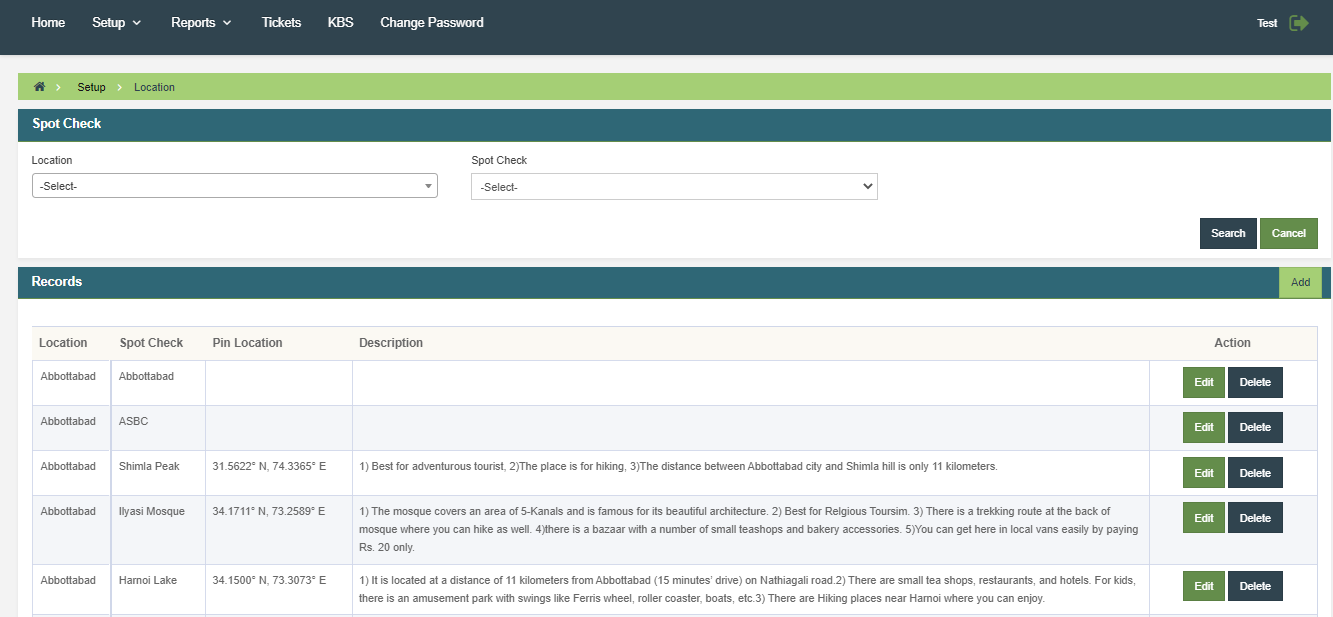 Home Setup Reports Tickets KBS Change Password Test
Setup Location
Spot Check
Location Spot Check
-Select- -Select-
Search Cancel
Records Add
Location Spot Check Pin Location Description Action
Abbottabad Abbottabad Edit Delete
Abbottabad ASBC Edit Delete
Abbottabad Shimla Peak 31.5622° N, 74.3365° E 1) Best for adventurous tourist, 2)The place is for hiking, 3)The distance between Abbottabad city and Shimla hill is only 11 kilometers. Edit Delete
Abbottabad Ilyasi Mosque 34.1711° N, 73.2589° E 1) The mosque covers an area of 5-Kanals and is famous for its beautiful architecture. 2) Best for Relgious Toursim. 3) There is a trekking route at the back of Edit Delete
mosque where you can hike as well. 4)there is a bazaar with a number of small teashops and bakery accessories. 5)You can get here in local vans easily by paying
Rs. 20 only.
Abbottabad Harnoi Lake 34.1500° N, 73.3073° E 1) It is located at a distance of 11 kilometers from Abbottabad (15 minutes' drive) on Nathiagali road.2) There are small tea shops, restaurants, and hotels. For kids, Edit Delete
there is an amusement park with swings like Ferris wheel, roller coaster, boats, etc.3) There are Hiking places near Harnoi where you can enjoy.